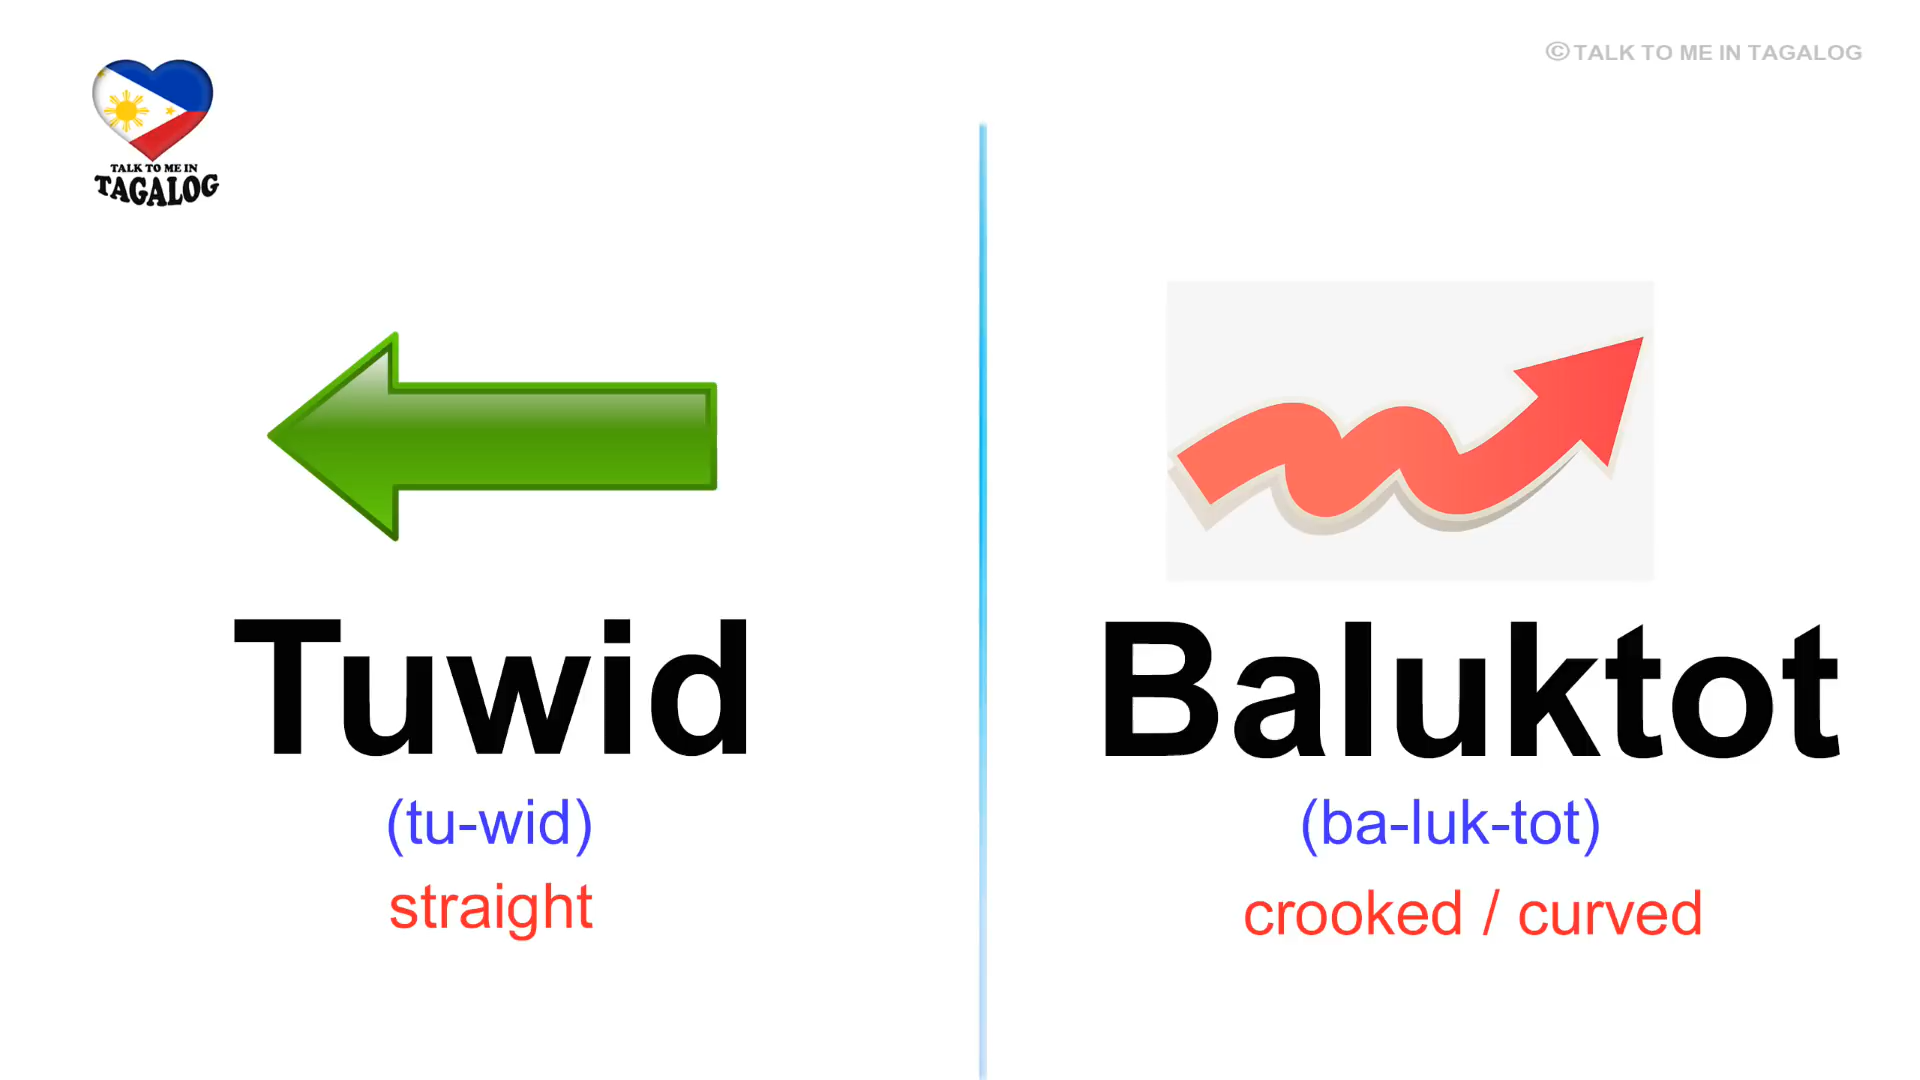 ©TALK TO ME IN TAGALOG
TALK TO ME IN
TAGALOG
Tuwid
(tu-wid)
straight
Baluktot
(ba-luk-tot)
crooked / curved